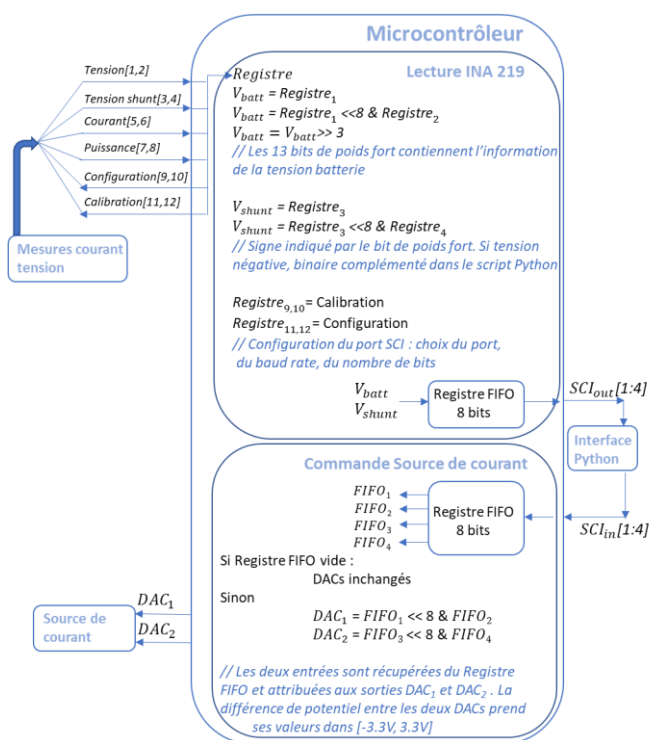 Microcontrôleur
Lecture INA 219
Tension[1,2]
Tension shunt[3,4]
Courant[5,6]
Puissance[7,8]
Configuration[9,10]
Calibration[11,12]
Mesures courant
tension
Registre
V_batt = Registre_1
V_batt = Registre_1 <<8 & Registre_2
V_batt = V_batt>> 3
// Les 13 bits de poids fort contiennent l'information
de la tension batterie
V_shunt = Registre_3
V_shunt = Registre_3 <<8 & Registre_4
// Signe indiqué par le bit de poids fort. Si tension
négative, binaire complémenté dans le script Python
Registre_9,10= Calibration
Registre_11,12= Configuration
// Configuration du port SCI : choix du port,
du baud rate, du nombre de bits
V_batt
V_shunt
Registre FIFO
8 bits
SCI_out[1:4]
Interface
Python
SCI_in[1:4]
Commande Source de courant
FIFO_1
FIFO_2
FIFO_3
FIFO_4
Registre FIFO
8 bits
Si Registre FIFO vide :
DACs inchangés
Sinon
DAC_1 = FIFO_1 << 8 & FIFO_2
DAC_2 = FIFO_3 << 8 & FIFO_4
// Les deux entrées sont récupérées du Registre
FIFO et attribuées aux sorties DAC_1 et DAC_2 . La
différence de potentiel entre les deux DACs prend
ses valeurs dans [-3.3V, 3.3V]
DAC_1
DAC_2
Source de
courant